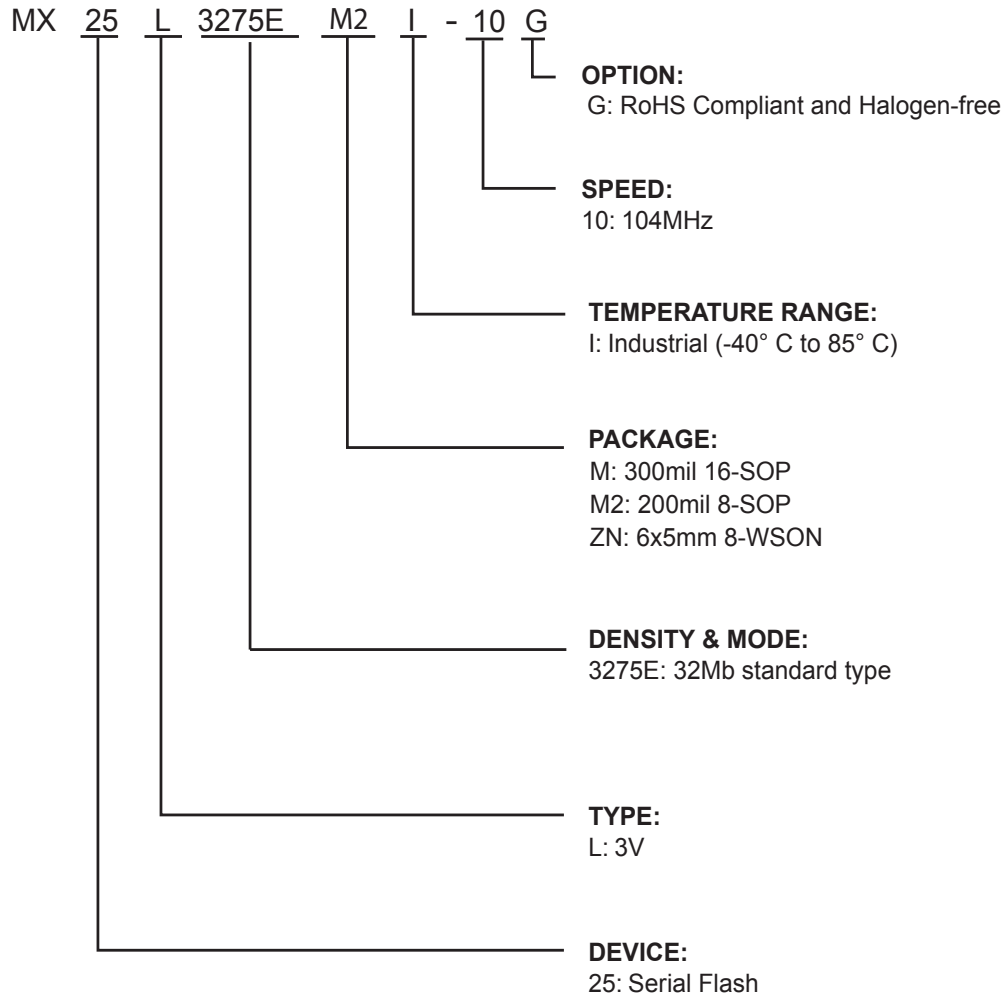 MX 25 L 3275E M2 I - 10 G
OPTION:
G: RoHS Compliant and Halogen-free
SPEED:
10: 104MHz
TEMPERATURE RANGE:
I: Industrial (-40° C to 85° C)
PACKAGE:
M: 300mil 16-SOP
M2: 200mil 8-SOP
ZN: 6x5mm 8-WSON
DENSITY & MODE:
3275E: 32Mb standard type
TYPE:
L: 3V
DEVICE:
25: Serial Flash